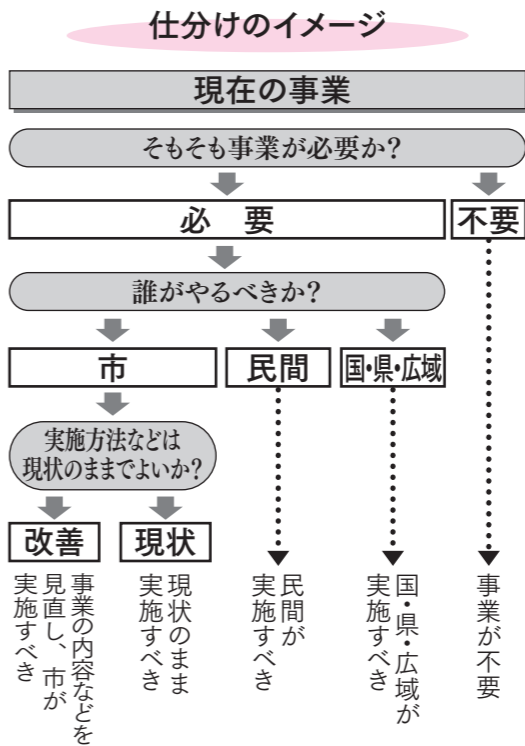 仕分けのイメージ
現在の事業
そもそも事業が必要か?
必　要
不要
誰がやるべきか?
市
民間
国・県・広域
実施方法などは
現状のままでよいか?
改善
現状
事業の内容などを
見直し、市が
実施すべき
現状のまま
実施すべき
民間が
実施すべき
国・県・広域が
実施すべき
事業が不要